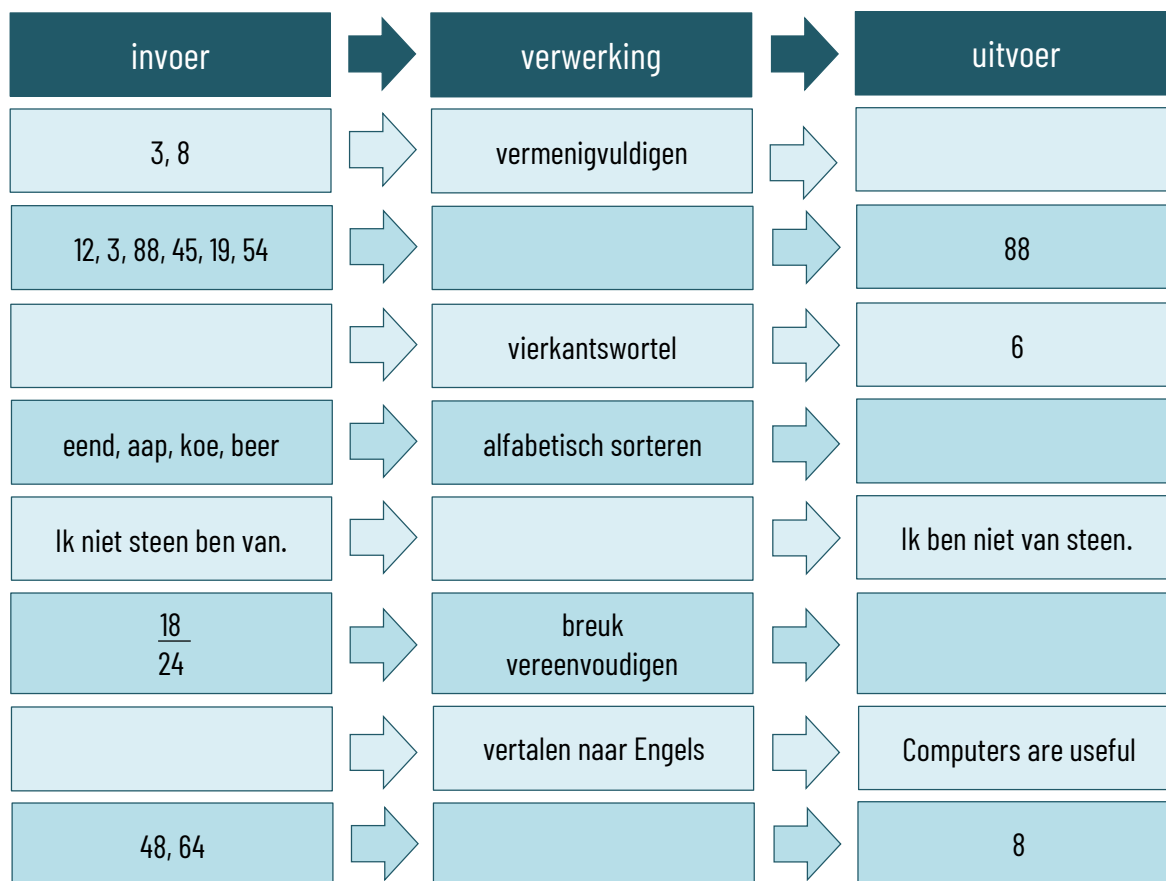 invoer
verwerking
uitvoer
3, 8
vermenigvuldigen
12, 3, 88, 45, 19, 54
88
vierkantswortel
6
eend, aap, koe, beer
alfabetisch sorteren
Ik niet steen ben van.
Ik ben niet van steen.
18
24
breuk
vereenvoudigen
vertalen naar Engels
Computers are useful
48, 64
8